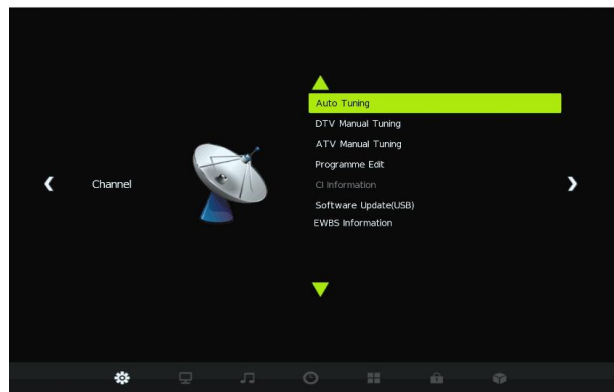 Auto Tuning
DTV Manual Tuning
ATV Manual Tuning
Programme Edit
Channel
CI Information
Software Update(USB)
EWBS Information